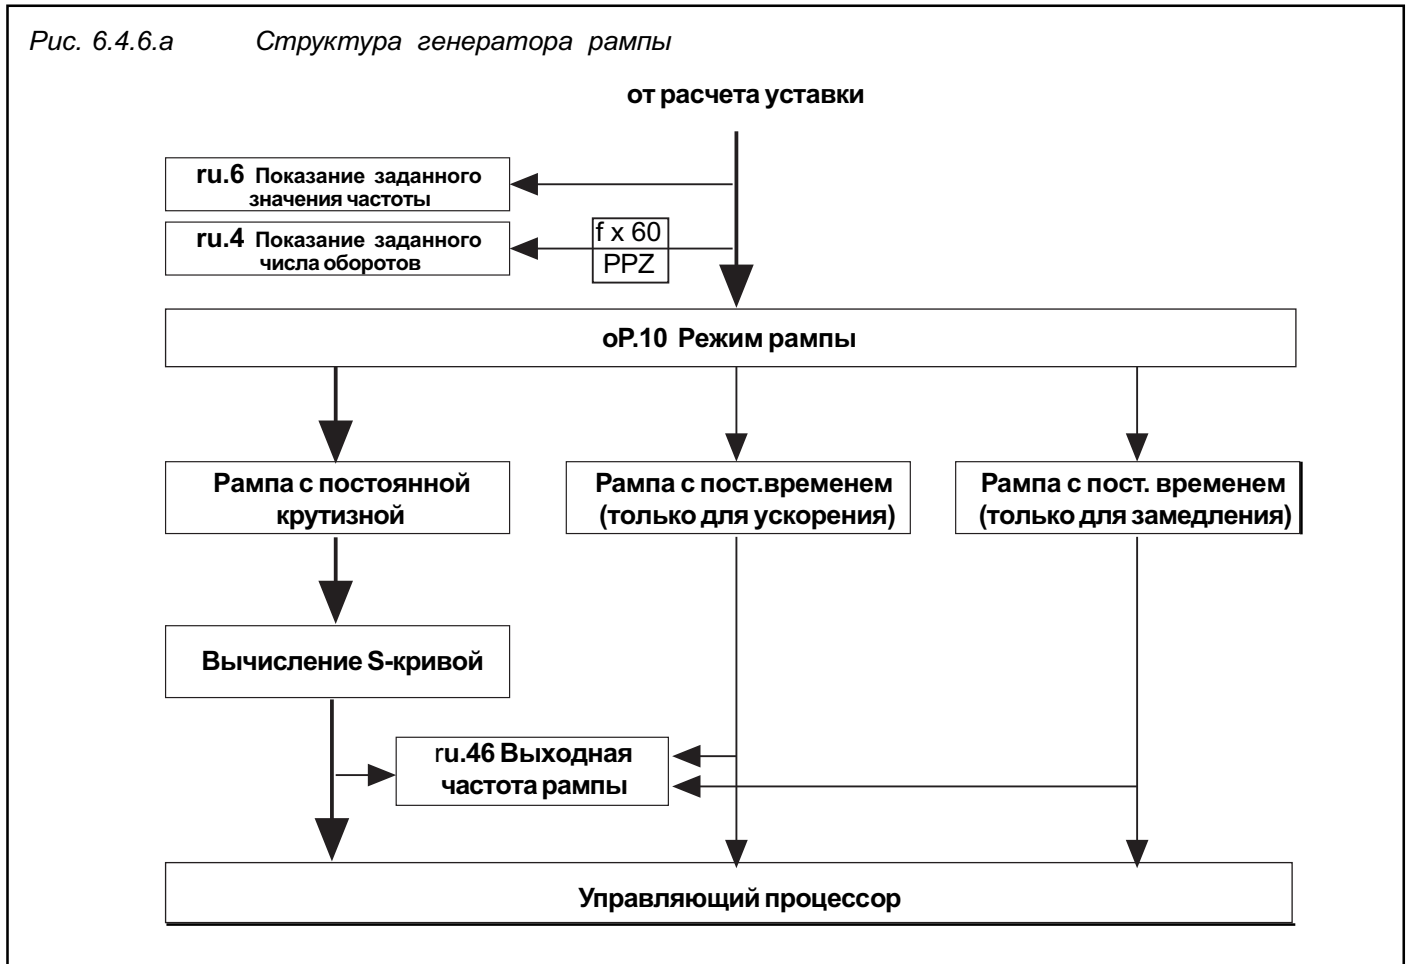 Рис. 6.4.6.a Структура генератора рампы
от расчета уставки
ru.6 Показание заданного
значения частоты
ru.4 Показание заданного
числа оборотов
f x 60
PPZ
oP.10 Режим рампы
Рампа с постоянной
крутизной
Рампа с пост.временем
(только для ускорения)
Рампа с пост. временем
(только для замедления)
Вычисление S-кривой
ru.46 Выходная
частота рампы
Управляющий процессор